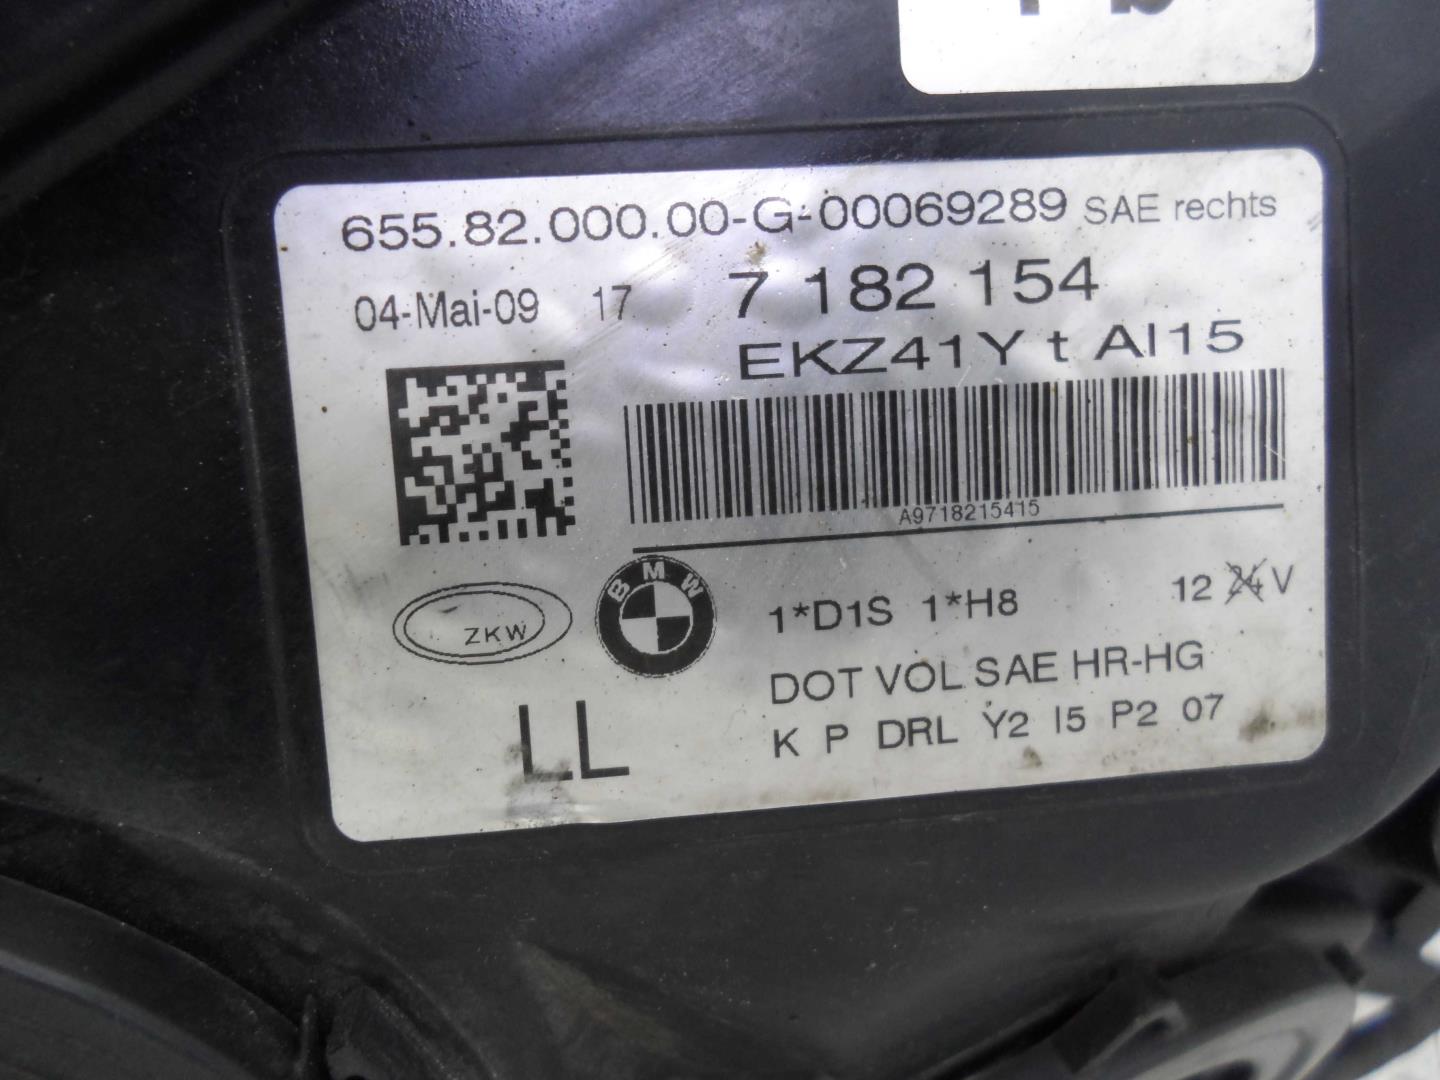 655.82.000.00-G-00069289 SAE rechts
04-Mai-09 17 7 182 154
EKZ41Y t AI15
A9718215415
ZKW
BMW
1*D1S 1*H8 12 24 V
DOT VOL SAE HR-HG
LL
K P DRL Y2 I5 P2 07